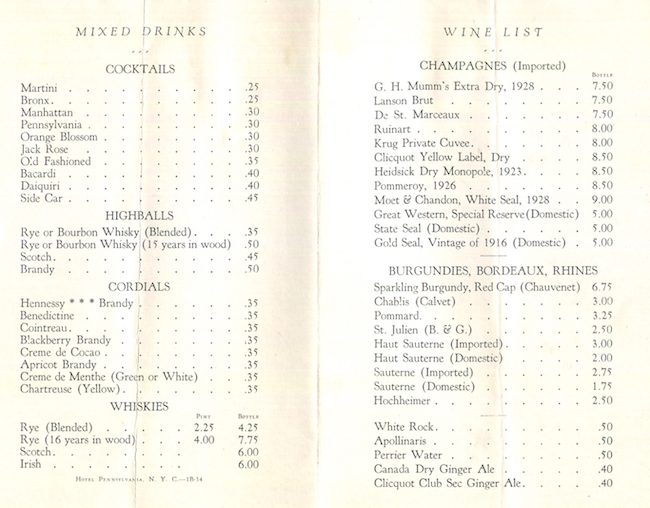 MIXED DRINKS
COCKTAILS
Martini . . . . . . . . . . .25
Bronx. . . . . . . . . . . .25
Manhattan . . . . . . . . . .30
Pennsylvania . . . . . . . . . .30
Orange Blossom . . . . . . . . .30
Jack Rose . . . . . . . . . .30
Old Fashioned . . . . . . . . .35
Bacardi . . . . . . . . . . .40
Daiquiri . . . . . . . . . . .40
Side Car . . . . . . . . . . .45
HIGHBALLS
Rye or Bourbon Whisky (Blended). . . .35
Rye or Bourbon Whisky (15 years in wood) .50
Scotch. . . . . . . . . . . .45
Brandy . . . . . . . . . . .50
CORDIALS
Hennessy * * * Brandy . . . . . . .35
Benedictine . . . . . . . . . .35
Cointreau. . . . . . . . . . .35
Blackberry Brandy . . . . . . . .35
Creme de Cacao . . . . . . . . .35
Apricot Brandy . . . . . . . . .35
Creme de Menthe (Green or White) . . . .35
Chartreuse (Yellow). . . . . . . .35
WHISKIES
PINT BOTTLE
Rye (Blended) . . . . . 2.25 4.25
Rye (16 years in wood) . . . 4.00 7.75
Scotch. . . . . . . . . 6.00
Irish . . . . . . . . . 6.00
HOTEL PENNSYLVANIA, N. Y. C.—1B-34
WINE LIST
CHAMPAGNES (Imported)
BOTTLE
G. H. Mumm's Extra Dry, 1928 . . . 7.50
Lanson Brut . . . . . . . . 7.50
De St. Marceaux . . . . . . . 7.50
Ruinart . . . . . . . . . 8.00
Krug Private Cuvee. . . . . . . 8.00
Clicquot Yellow Label, Dry . . . . . 8.50
Heidsick Dry Monopole, 1923. . . . . 8.50
Pommeroy, 1926 . . . . . . . 8.50
Moet & Chandon, White Seal, 1928 . . 9.00
Great Western, Special Reserve (Domestic) 5.00
State Seal (Domestic) . . . . . . 5.00
Gold Seal, Vintage of 1916 (Domestic) . 5.00
BURGUNDIES, BORDEAUX, RHINES
Sparkling Burgundy, Red Cap (Chauvenet) 6.75
Chablis (Calvet) . . . . . . . 3.00
Pommard. . . . . . . . . . 3.25
St. Julien (B. & G.) . . . . . . 2.50
Haut Sauterne (Imported). . . . . 3.00
Haut Sauterne (Domestic) . . . . . 2.00
Sauterne (Imported) . . . . . . 2.75
Sauterne (Domestic) . . . . . . 1.75
Hochheimer . . . . . . . . . 2.50
White Rock. . . . . . . . . .50
Apollinaris . . . . . . . . . .50
Perrier Water . . . . . . . . .50
Canada Dry Ginger Ale . . . . . . .40
Clicquot Club Sec Ginger Ale. . . . . .40